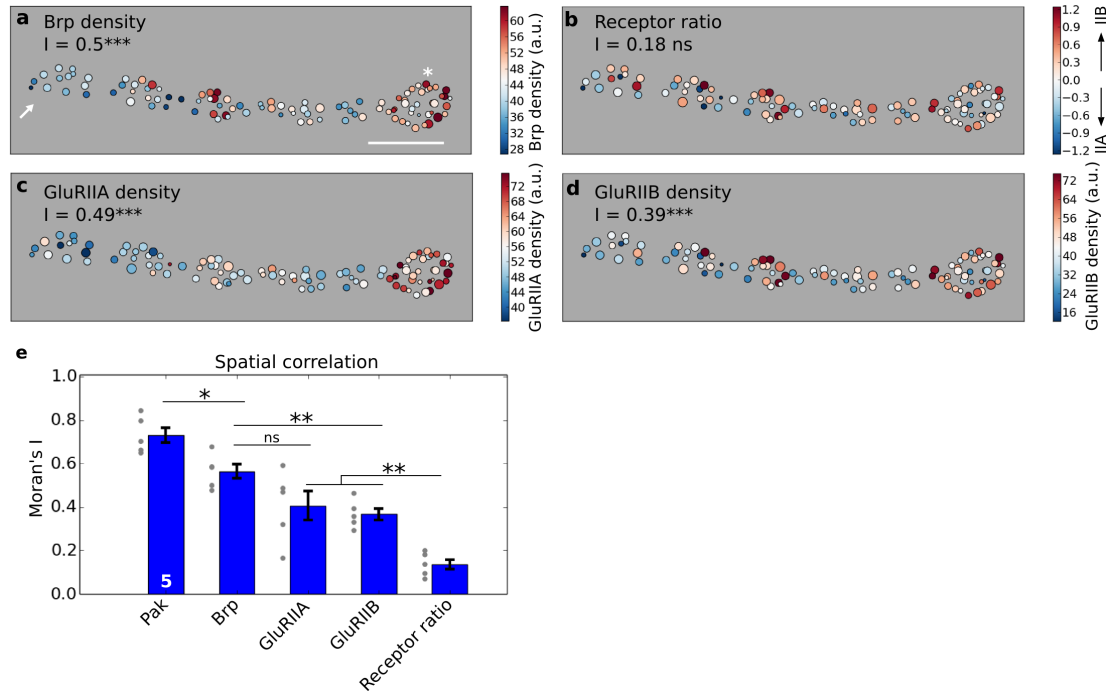 a Brp density
I = 0.5***
*
60
56
52
48
44
40
36
32
28
Brp density (a.u.)
b Receptor ratio
I = 0.18 ns
1.2
0.9
0.6
0.3
0.0
−0.3
−0.6
−0.9
−1.2
IIB
IIA
c GluRIIA density
I = 0.49***
72
68
64
60
56
52
48
44
40
GluRIIA density (a.u.)
d GluRIIB density
I = 0.39***
72
64
56
48
40
32
24
16
GluRIIB density (a.u.)
e
Spatial correlation
1.0
0.8
0.6
0.4
0.2
0.0
Moran's I
*
**
ns
**
5
Pak
Brp
GluRIIA
GluRIIB
Receptor ratio